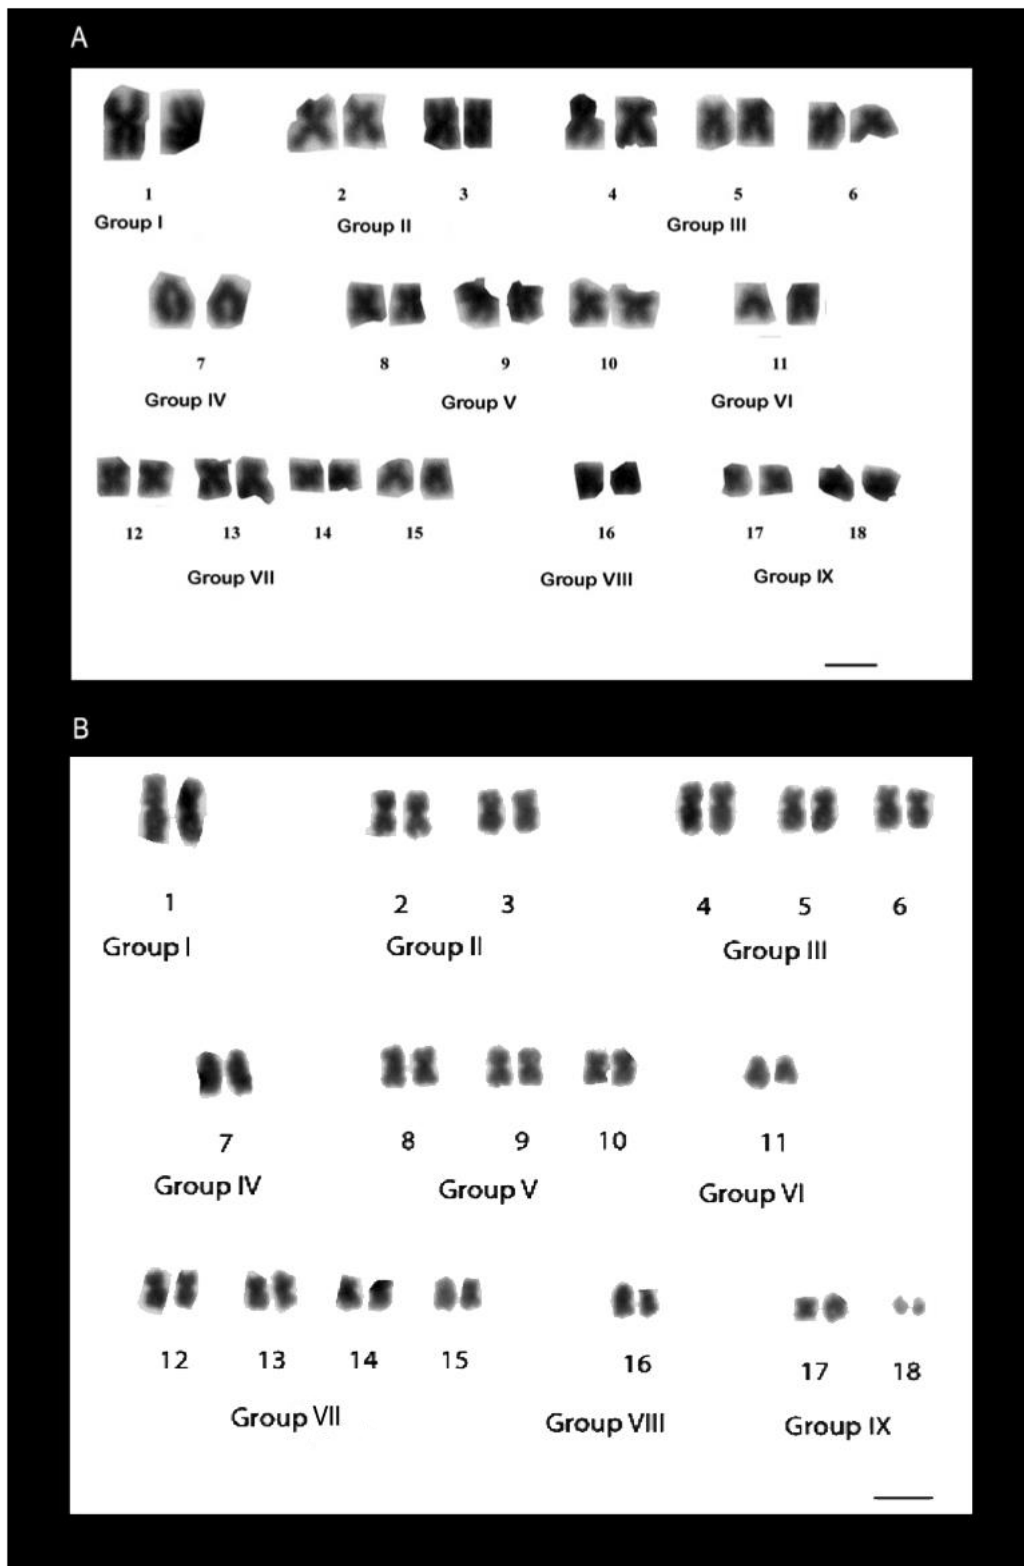 A
1 2 3 4 5 6
Group I Group II Group III
7 8 9 10 11
Group IV Group V Group VI
12 13 14 15 16 17 18
Group VII Group VIII Group IX
B
1 2 3 4 5 6
Group I Group II Group III
7 8 9 10 11
Group IV Group V Group VI
12 13 14 15 16 17 18
Group VII Group VIII Group IX